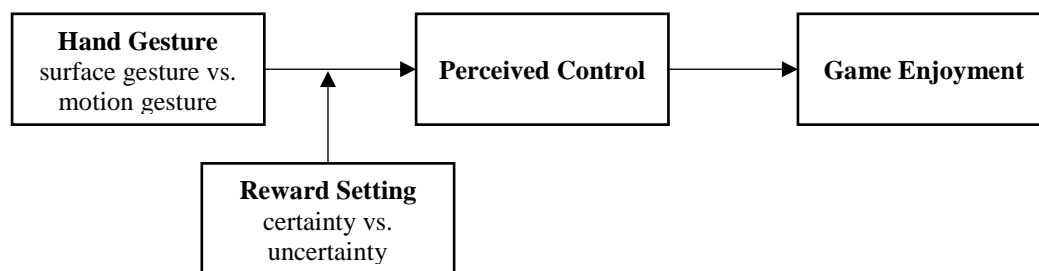 Hand Gesture
surface gesture vs.
motion gesture
Perceived Control
Game Enjoyment
Reward Setting
certainty vs.
uncertainty